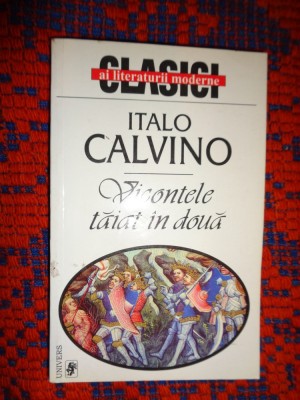 CLASICI
ai literaturii moderne
ITALO
CALVINO
Vicontele
tăiat în două
UNIVERS